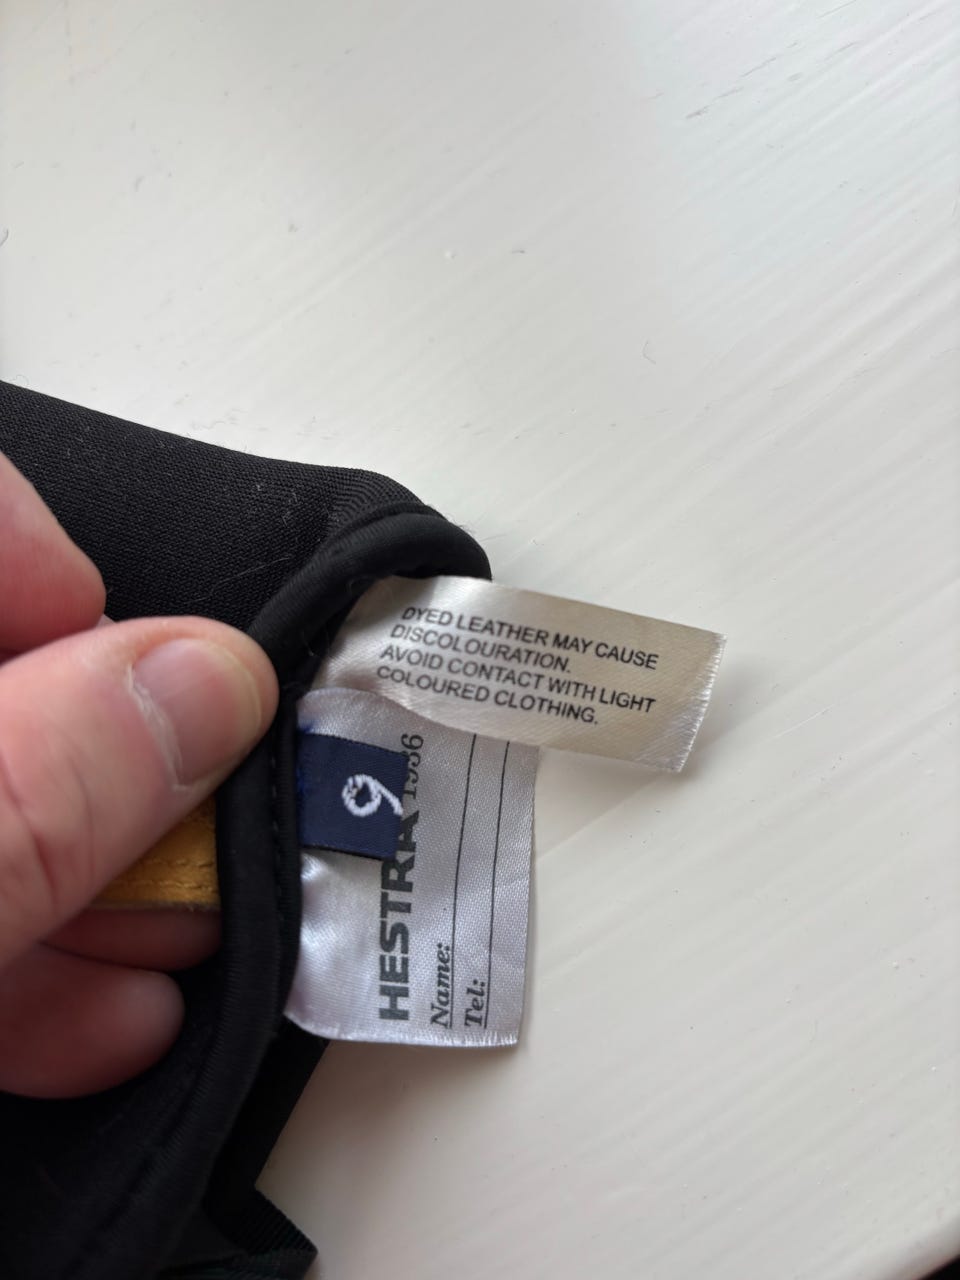 DYED LEATHER MAY CAUSE
DISCOLOURATION.
AVOID CONTACT WITH LIGHT
COLOURED CLOTHING.
9
HESTRA 1936
Name:
Tel: